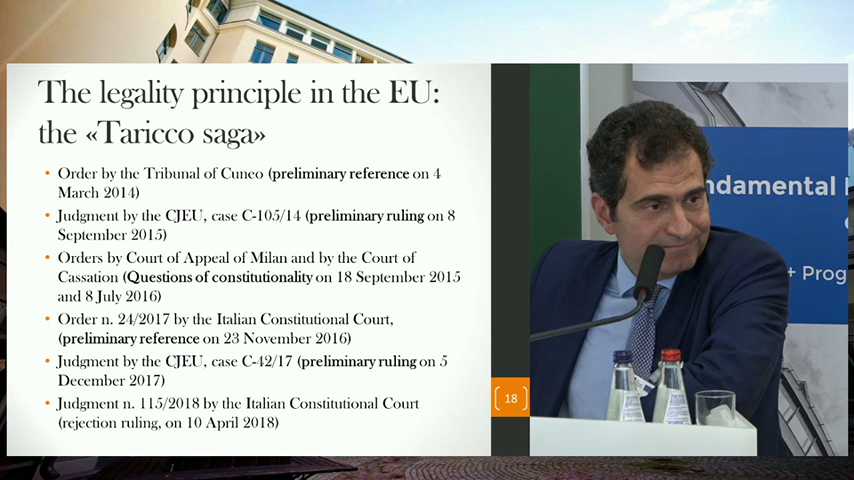 The legality principle in the EU:
the «Taricco saga»
• Order by the Tribunal of Cuneo (preliminary reference on 4
March 2014)
• Judgment by the CJEU, case C-105/14 (preliminary ruling on 8
September 2015)
• Orders by Court of Appeal of Milan and by the Court of
Cassation (Questions of constitutionality on 18 September 2015
and 8 July 2016)
• Order n. 24/2017 by the Italian Constitutional Court,
(preliminary reference on 23 November 2016)
• Judgment by the CJEU, case C-42/17 (preliminary ruling on 5
December 2017)
• Judgment n. 115/2018 by the Italian Constitutional Court
(rejection ruling, on 10 April 2018)
18
ndamental
+ Prog